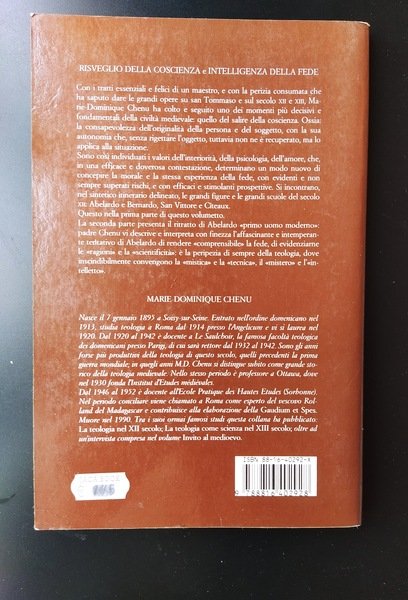 RISVEGLIO DELLA COSCIENZA e INTELLIGENZA DELLA FEDE
Con i tratti essenziali e felici di un maestro, e con la perizia consumata che
ha saputo dare le grandi opere su san Tommaso e sul secolo XII e XIII, Ma-
rie-Dominique Chenu ha colto e seguito uno dei momenti più decisivi e
fondamentali della civiltà medievale: quello del salire della coscienza. Ossia:
la consapevolezza dell'originalità della persona e del soggetto, con la sua
autonomia che, senza rigettare l'oggetto, tuttavia non ne è recuperato, ma lo
applica alla situazione.
Sono così individuati i valori dell'interiorità, della psicologia, dell'amore, che,
in una efficace e doverosa contestazione, determinano un modo nuovo di
concepire la morale e la stessa esperienza della fede, con evidenti e non
sempre superati rischi, e con efficaci e stimolanti prospettive. Si incontrano,
nel sintetico itinerario delineato, le grandi figure e le grandi scuole del secolo
XII: Abelardo e Bernardo, San Vittore e Citeaux.
Questo nella prima parte di questo volumetto.
La seconda parte presenta il ritratto di Abelardo «primo uomo moderno»:
padre Chenu vi descrive e interpreta con finezza l'affascinante e intemperan-
te tentativo di Abelardo di rendere «comprensibile» la fede, di evidenziarne
le «ragioni» e la «scientificità»: è la peripezia di sempre della teologia, dove
inscindibilmente convergono la «mistica» e la «tecnica», il «mistero» e l'«in-
telletto».
MARIE DOMINIQUE CHENU
Nasce il 7 gennaio 1895 a Soisy-sur-Seine. Entrato nell'ordine domenicano nel
1913, studia teologia a Roma dal 1914 presso l'Angelicum e vi si laurea nel
1920. Dal 1920 al 1942 è docente a Le Saulchoir, la famosa facoltà teologica
dei domenicani presso Parigi, di cui sarà rettore dal 1932 al 1942. Sono gli anni
forse più produttivi della teologia di questo secolo, quelli precedenti la prima
guerra mondiale; in quegli anni M.D. Chenu si distingue subito come grande sto-
rico della teologia medievale. Nello stesso periodo è professore a Ottawa, dove
nel 1930 fonda l'Institut d'Etudes médiévales.
Dal 1946 al 1952 è docente all'Ecole Pratique des Hautes Etudes (Sorbonne).
Nel periodo conciliare viene chiamato a Roma come esperto del vescovo Rol-
land del Madagascar e contribuisce alla elaborazione della Gaudium et Spes.
Muore nel 1990. Tra i suoi ormai famosi studi questa collana ha pubblicato:
La teologia nel XII secolo; La teologia come scienza nel XIII secolo; oltre ad
un'intervista compresa nel volume Invito al medioevo.
ISBN 88-16-40292-X
9 788816 402928